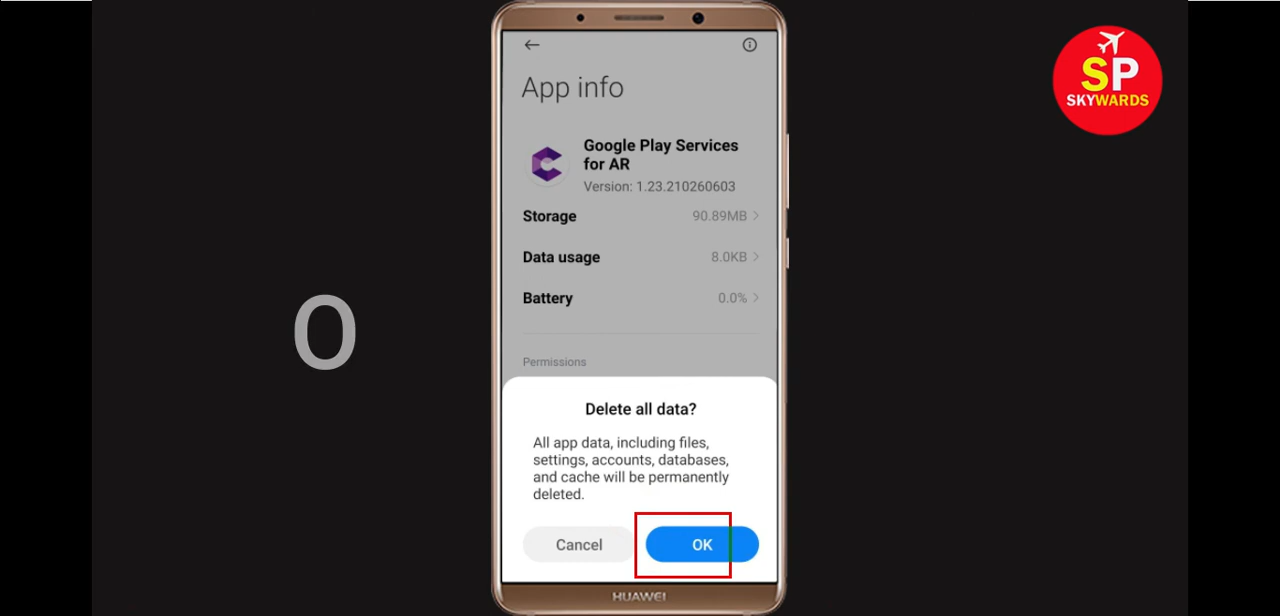 App info
Google Play Services
for AR
Version: 1.23.210260603
Storage 90.89MB
Data usage 8.0KB
Battery 0.0%
Permissions
Delete all data?
All app data, including files,
settings, accounts, databases,
and cache will be permanently
deleted.
Cancel OK
HUAWEI
O
SP
SKYWARDS